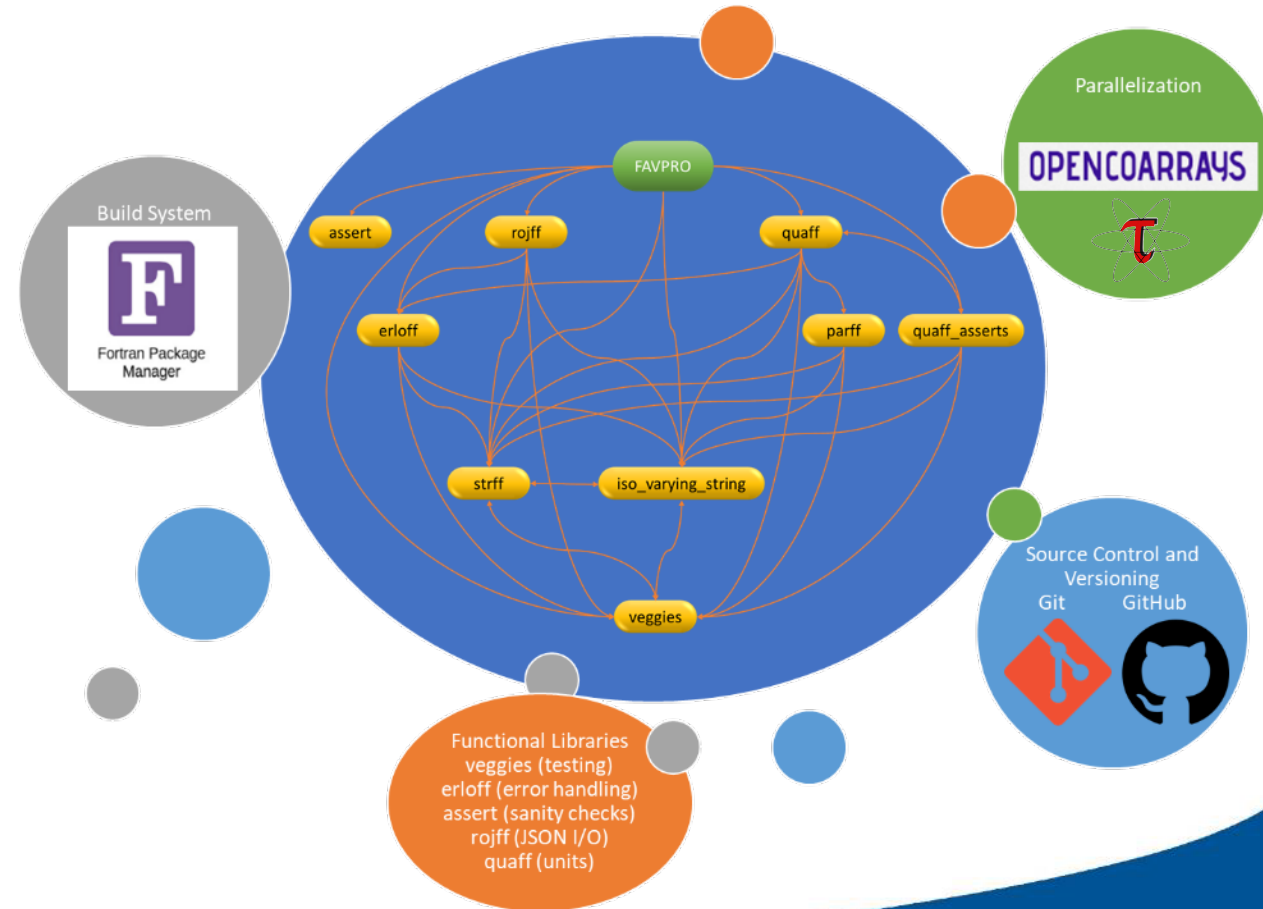 Parallelization
OPENCOARRAYS
τ
Build System
F
Fortran Package
Manager
FAVPRO
assert
rojff
quaff
erloff
parff
quaff_asserts
strff
iso_varying_string
veggies
Source Control and
Versioning
Git GitHub
Functional Libraries
veggies (testing)
erloff (error handling)
assert (sanity checks)
rojff (JSON I/O)
quaff (units)